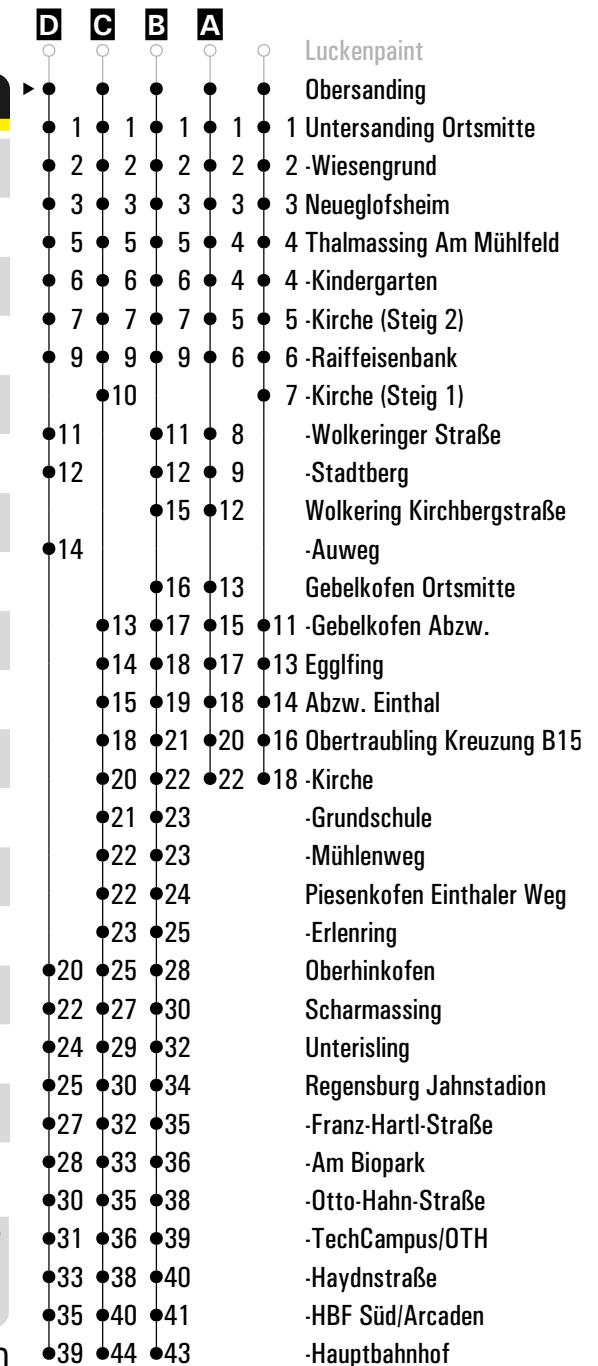 D C B A
Luckenpaint
Obersanding
1 1 1 1 1 Untersanding Ortsmitte
2 2 2 2 2 -Wiesengrund
3 3 3 3 3 Neueglofsheim
5 5 5 4 4 Thalmassing Am Mühlfeld
6 6 6 4 4 -Kindergarten
7 7 7 5 5 -Kirche (Steig 2)
9 9 9 6 6 -Raiffeisenbank
10 7 -Kirche (Steig 1)
11 11 8 -Wolkeringer Straße
12 12 9 -Stadtberg
15 12 Wolkering Kirchbergstraße
14 -Auweg
16 13 Gebelkofen Ortsmitte
13 17 15 11 -Gebelkofen Abzw.
14 18 17 13 Egglfing
15 19 18 14 Abzw. Einthal
18 21 20 16 Obertraubling Kreuzung B15
20 22 22 18 -Kirche
21 23 -Grundschule
22 23 -Mühlenweg
22 24 Piesenkofen Einthaler Weg
23 25 -Erlenring
20 25 28 Oberhinkofen
22 27 30 Scharmassing
24 29 32 Unterisling
25 30 34 Regensburg Jahnstadion
27 32 35 -Franz-Hartl-Straße
28 33 36 -Am Biopark
30 35 38 -Otto-Hahn-Straße
31 36 39 -TechCampus/OTH
33 38 40 -Haydnstraße
35 40 41 -HBF Süd/Arcaden
39 44 43 -Hauptbahnhof